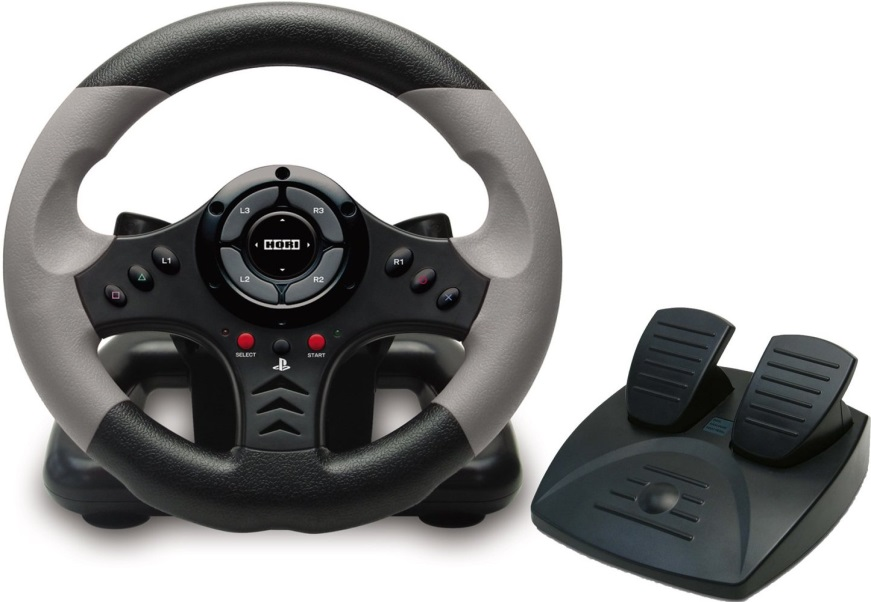 L3 R3
L1 HORI R1
L2 R2
SELECT START